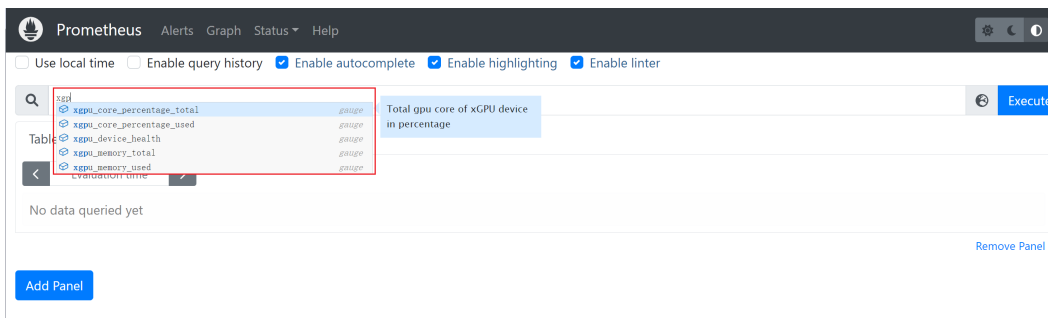 Prometheus Alerts Graph Status Help
Use local time Enable query history Enable autocomplete Enable highlighting Enable linter
xgp
Execute
xgpu_core_percentage_total gauge
xgpu_core_percentage_used gauge
xgpu_device_health gauge
xgpu_memory_total gauge
xgpu_memory_used gauge
Total gpu core of xGPU device
in percentage
Table
Evaluation time
No data queried yet
Remove Panel
Add Panel